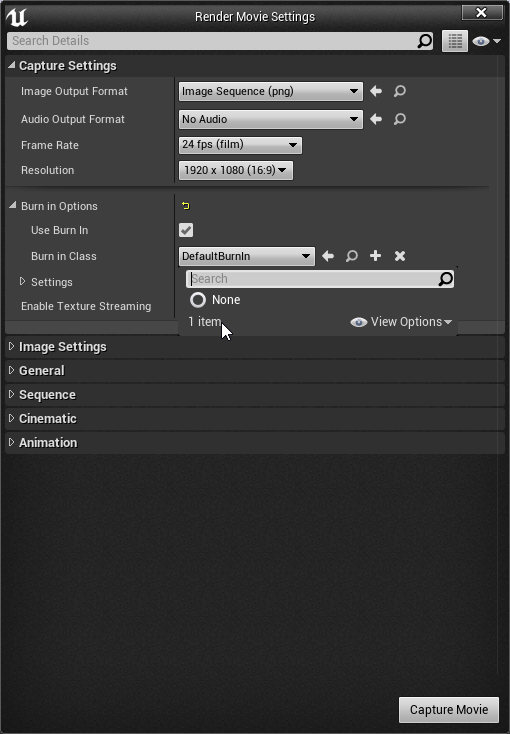 Render Movie Settings
Search Details
Capture Settings
Image Output Format Image Sequence (png)
Audio Output Format No Audio
Frame Rate 24 fps (film)
Resolution 1920 x 1080 (16:9)
Burn in Options
Use Burn In
Burn in Class DefaultBurnIn
Search
Settings
None
Enable Texture Streaming
1 item View Options
Image Settings
General
Sequence
Cinematic
Animation
Capture Movie